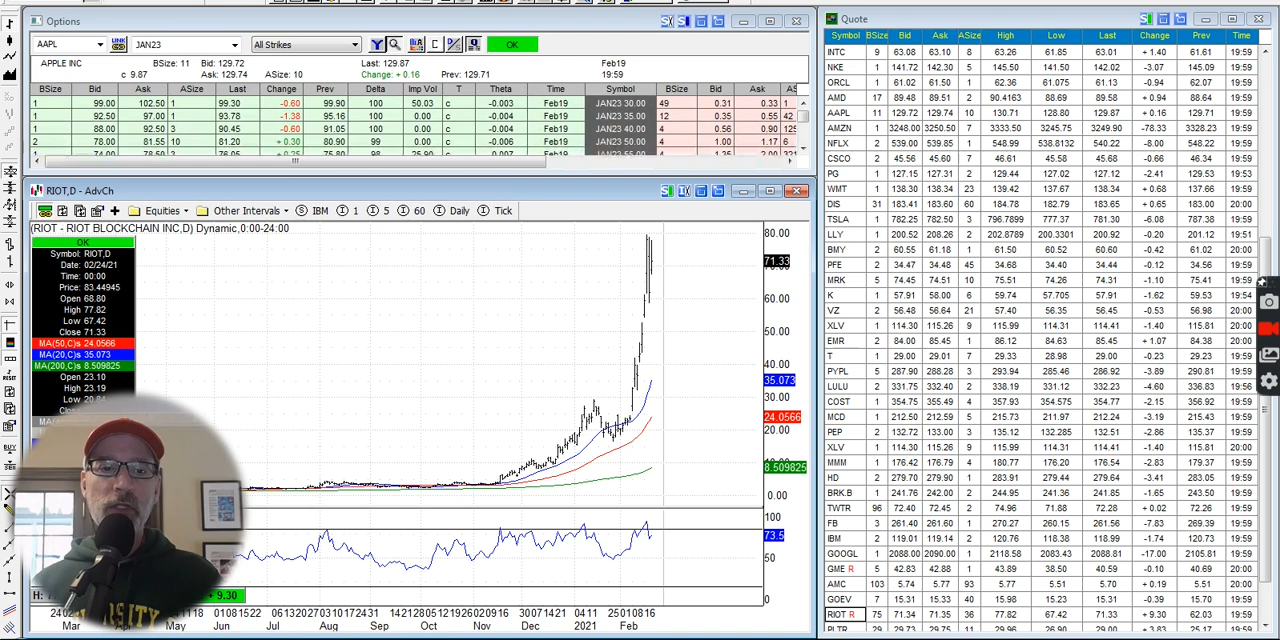 Options
AAPL JAN23 All Strikes OK
APPLE INC BSize: 11 Bid: 129.72 Last: 129.87 Feb19
c 9.87 Ask: 129.74 ASize: 10 Change: + 0.16 Prev: 129.71 19:59
BSize Bid Ask ASize Last Change Prev Delta Imp Vol T Theta Time Symbol BSize Bid Ask AS
1 99.00 102.50 1 99.30 -0.60 99.90 100 50.03 c -0.003 Feb19 JAN23 30.00 49 0.31 0.33 1
1 92.50 97.00 1 93.78 -1.38 95.16 100 0.00 c -0.004 Feb19 JAN23 35.00 12 0.35 0.55 42
1 88.00 92.50 3 90.45 -0.60 91.05 100 0.00 c -0.004 Feb19 JAN23 40.00 4 0.56 0.90 125
2 78.00 81.55 10 81.20 + 0.30 80.90 99 0.00 c -0.006 Feb19 JAN23 50.00 2 0.85 1.17 42
RIOT,D - AdvCh
Equities Other Intervals IBM 1 5 60 Daily Tick
(RIOT - RIOT BLOCKCHAIN INC,D) Dynamic,0:00-24:00
OK
Symbol: RIOT,D
Date: 02/24/21
Time: 00:00
Price: 83.44945
Open 68.80
High 77.82
Low 67.42
Close 71.33
MA(50,C)s 24.0566
MA(20,C)s 35.073
MA(200,C)s 8.509825
Open 23.10
High 23.19
80.00
71.33
60.00
50.00
40.00
35.073
30.00
24.0566
20.00
8.509825
0.00
100
73.5
50
0
+ 9.30
Mar May Jun Jul Aug Sep Oct Nov Dec 2021 Feb
Quote
Symbol BSize Bid Ask ASize High Low Last Change Prev Time
INTC 9 63.08 63.10 8 63.26 61.85 63.01 + 1.40 61.61 19:59
NKE 2 141.72 142.30 6 145.50 141.50 142.02 -3.07 145.09 19:59
ORCL 2 61.02 61.50 2 62.36 61.075 61.13 -0.94 62.07 19:59
AMD 17 89.48 89.51 2 90.4163 89.00 89.58 + 0.94 88.64 19:59
AAPL 11 129.72 129.74 10 130.71 128.80 129.87 + 0.16 129.71 19:59
AMZN 1 3248.00 3250.50 7 3333.50 3245.75 3249.90 -78.33 3328.23 19:59
NFLX 2 539.00 539.85 1 548.99 538.8132 540.22 -8.00 548.22 19:59
CSCO 2 45.56 45.60 7 46.61 45.58 45.68 -0.66 46.34 19:59
PG 1 127.15 127.31 2 129.44 127.02 127.12 -2.41 129.53 19:53
WMT 1 138.30 138.34 23 139.42 137.67 138.34 + 0.68 137.66 19:59
DIS 31 183.41 183.60 60 184.78 182.50 183.65 + 0.65 183.00 19:59
TSLA 1 782.25 782.50 3 796.7899 777.37 781.30 -6.08 787.38 19:59
LLY 1 200.52 208.26 2 202.8789 200.3301 200.92 -0.20 201.12 19:51
BMY 2 60.55 61.18 1 61.50 60.52 60.60 -0.42 61.02 20:00
PFE 2 34.47 34.48 45 34.68 34.40 34.44 -0.12 34.56 19:59
MRK 5 74.45 74.51 10 75.51 74.26 74.31 -1.10 75.41 19:59
K 1 57.91 58.00 6 59.74 57.705 57.91 -1.62 59.53 19:54
VZ 2 56.48 56.64 21 57.40 56.35 56.45 -0.53 56.98 20:00
XLV 1 114.30 115.26 9 115.99 114.31 114.31 -1.40 115.71 20:00
EMR 2 84.00 85.45 1 86.12 84.63 85.45 + 1.07 84.38 20:00
T 1 29.00 29.01 7 29.33 28.98 29.00 -0.23 29.23 19:59
PYPL 5 287.90 288.28 3 293.94 285.46 286.92 -3.89 290.81 19:59
LULU 2 331.75 332.40 2 338.19 331.12 332.23 -4.60 336.83 19:56
COST 1 354.75 355.49 4 357.93 354.575 354.77 -2.15 356.92 19:59
MCD 1 212.50 212.59 5 215.73 211.97 212.24 -3.19 215.43 19:59
PEP 2 132.72 133.00 2 135.12 132.285 132.51 -2.86 135.37 19:59
XLV 1 114.30 115.26 9 115.99 114.31 114.31 -1.40 115.71 20:00
MMM 1 176.42 176.79 4 180.77 176.20 176.54 -2.83 179.37 19:59
HD 2 279.70 279.90 1 283.91 279.44 279.64 -3.41 283.05 19:59
BRK.B 1 241.76 242.00 2 244.95 241.36 241.85 -1.65 243.50 19:59
TWTR 96 72.40 72.45 2 74.96 71.88 72.28 + 0.02 72.26 19:59
FB 3 261.40 261.60 1 270.27 260.15 261.56 -7.83 269.39 19:59
IBM 2 119.01 119.14 2 120.76 118.38 118.99 -1.74 120.73 19:59
GOOGL 1 2088.00 2090.00 1 2118.58 2083.43 2088.81 -17.00 2105.81 19:59
GME R 5 42.83 42.88 1 43.88 38.50 40.59 -0.10 40.69 20:00
AMC 103 5.74 5.77 93 5.77 5.51 5.70 + 0.19 5.51 20:00
GOEV 7 15.31 15.33 40 15.98 15.18 15.31 -0.39 15.70 19:59
RIOT R 75 71.34 71.35 36 77.82 67.42 71.33 + 9.30 62.03 19:59